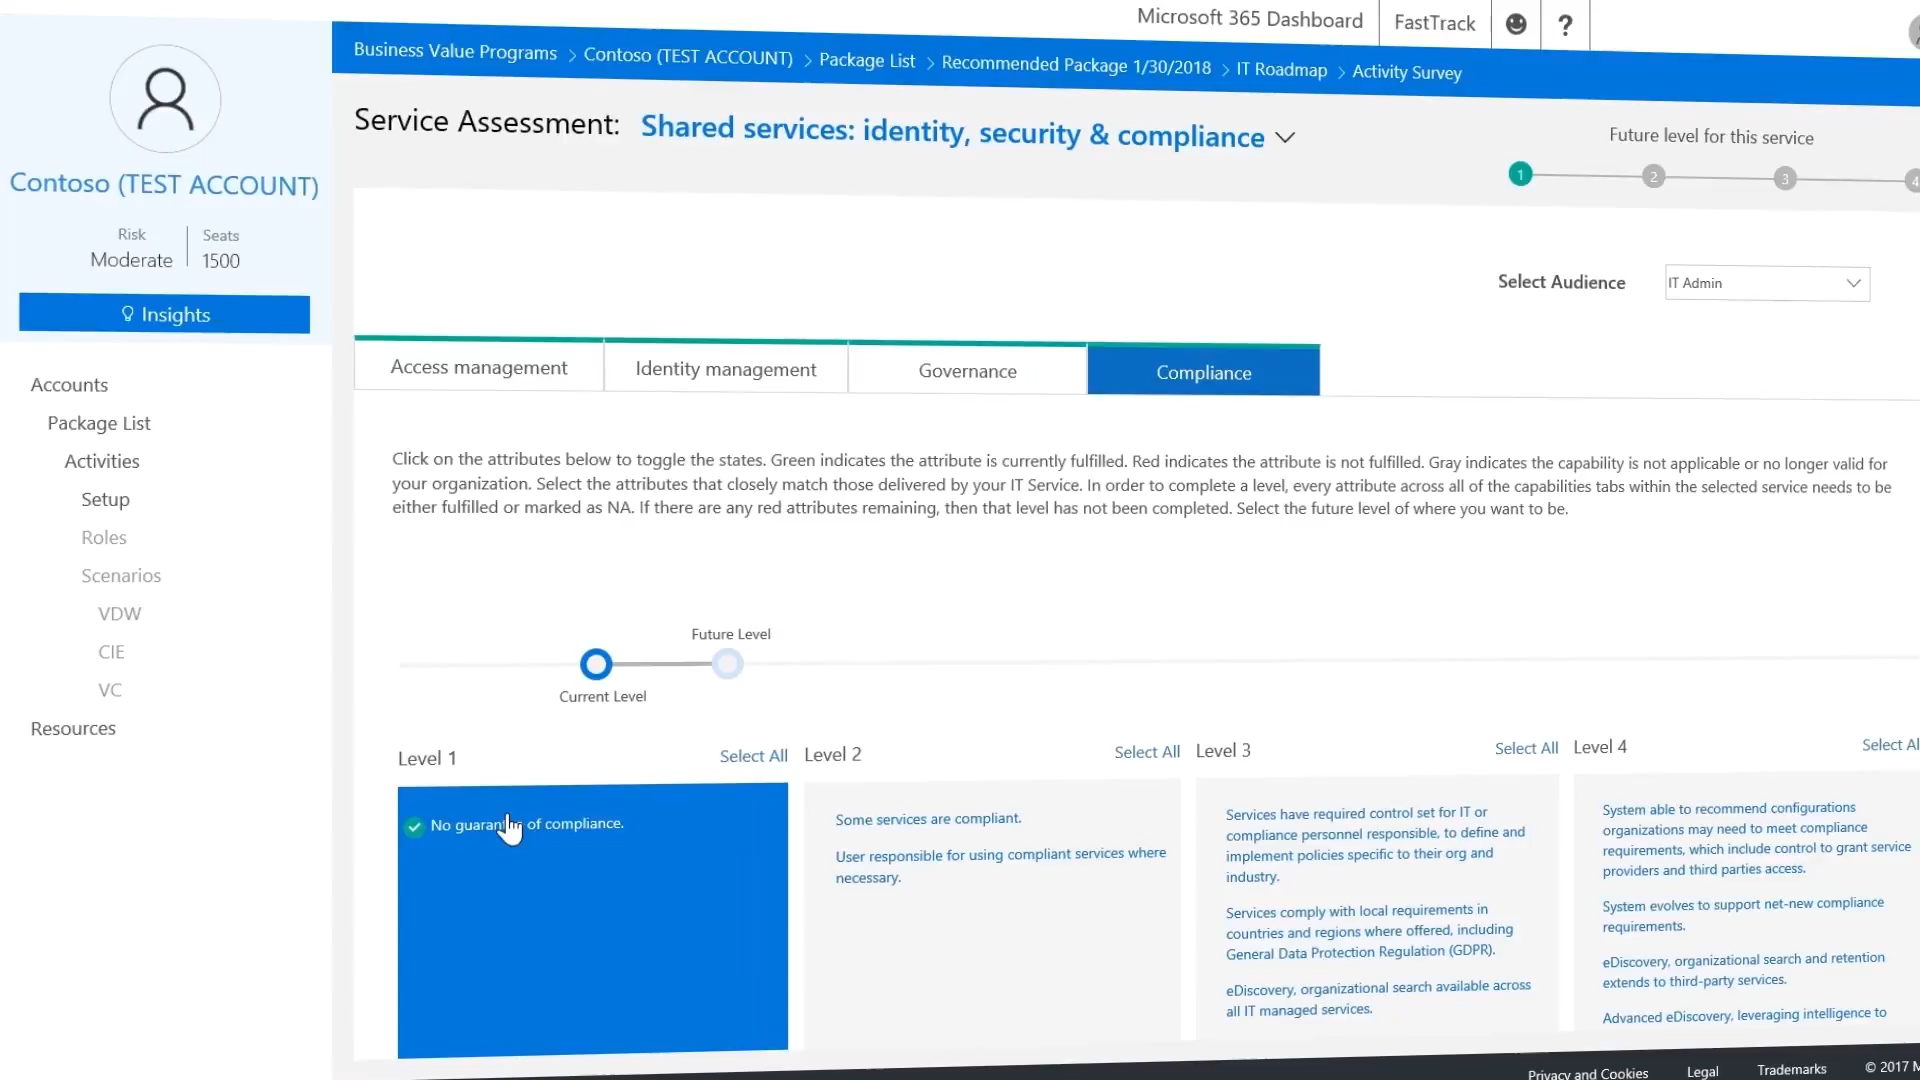 Microsoft 365 Dashboard
FastTrack
?
Business Value Programs > Contoso (TEST ACCOUNT) > Package List > Recommended Package 1/30/2018 > IT Roadmap > Activity Survey
Contoso (TEST ACCOUNT)
Risk
Moderate
Seats
1500
Insights
Accounts
Package List
Activities
Setup
Roles
Scenarios
VDW
CIE
VC
Resources
Service Assessment: Shared services: identity, security & compliance
Future level for this service
1
2
3
4
Select Audience
IT Admin
Access management
Identity management
Governance
Compliance
Click on the attributes below to toggle the states. Green indicates the attribute is currently fulfilled. Red indicates the attribute is not fulfilled. Gray indicates the capability is not applicable or no longer valid for
your organization. Select the attributes that closely match those delivered by your IT Service. In order to complete a level, every attribute across all of the capabilities tabs within the selected service needs to be
either fulfilled or marked as NA. If there are any red attributes remaining, then that level has not been completed. Select the future level of where you want to be.
Future Level
Current Level
Level 1
Select All
No of compliance.
Level 2
Select All
Some services are compliant.
User responsible for using compliant services where
necessary.
Level 3
Select All
Services have required control set for IT or
compliance personnel responsible, to define and
implement policies specific to their org and
industry.
Services comply with local requirements in
countries and regions where offered, including
General Data Protection Regulation (GDPR).
eDiscovery, organizational search available across
all IT managed services.
Level 4
Select
System able to recommend configurations
organizations may need to meet compliance
requirements, which include control to grant service
providers and third parties access.
System evolves to support net-new compliance
requirements.
eDiscovery, organizational search and retention
extends to third-party services.
Advanced eDiscovery, leveraging intelligence to
Privacy and Cookies
Legal
Trademarks
© 2017